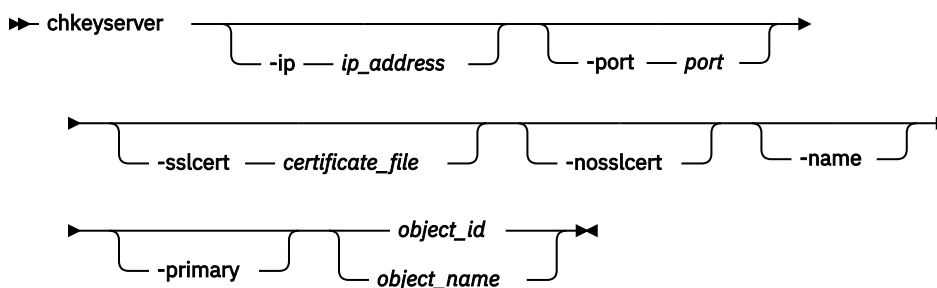 chkeyserver
-ip ip_address -port port
-sslcert certificate_file -nosslcert -name
object_id
-primary object_name